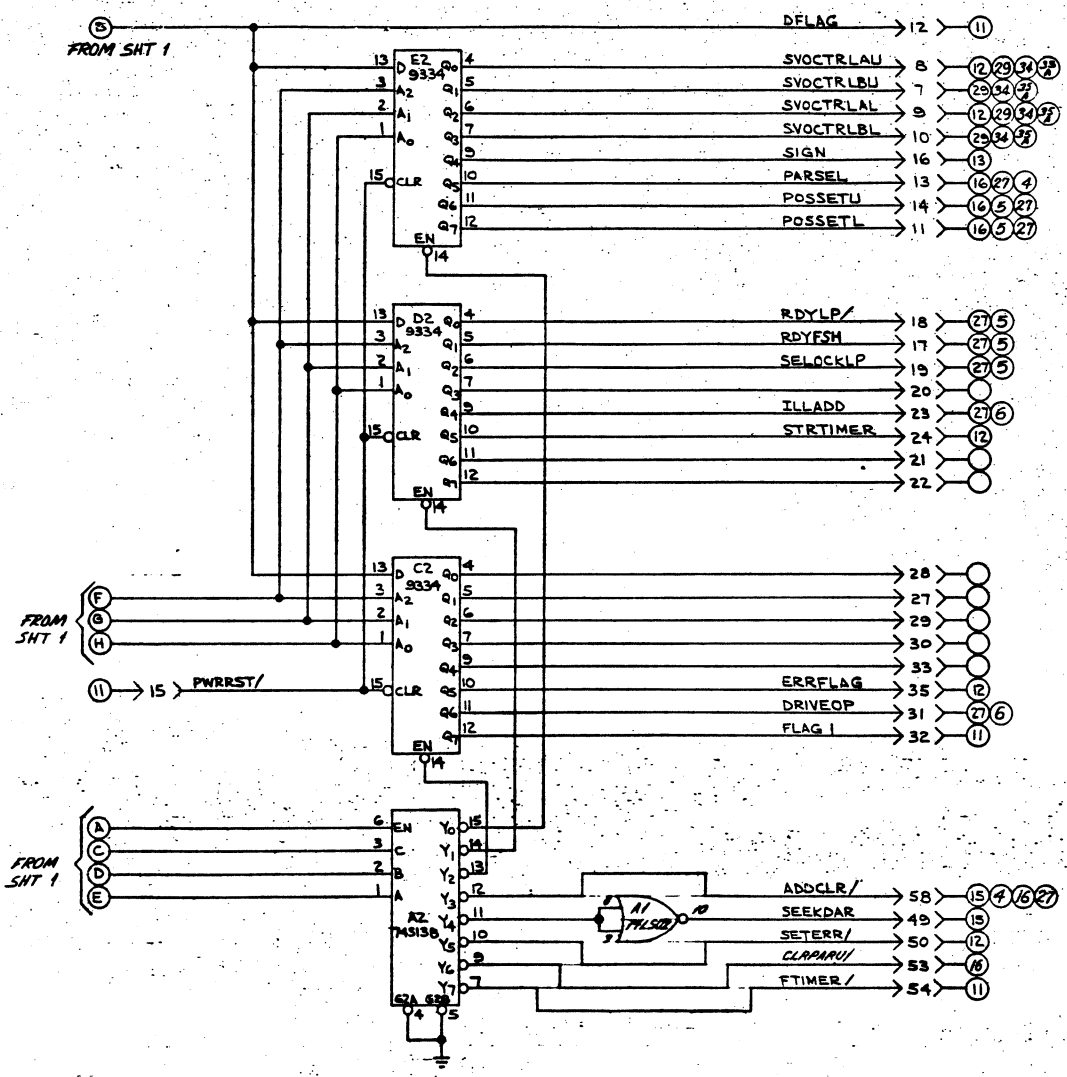 B DFLAG 12 11
FROM SHT 1
E2
9334
13 D Q0 4 SVOCTRLAU 8 12 29 34 35A
3 A2 Q1 5 SVOCTRLBU 7 29 34 35A
2 A1 Q2 6 SVOCTRLAL 9 12 29 34 35A
1 A0 Q3 7 SVOCTRLBL 10 29 34 35A
Q4 9 SIGN 16 13
15 CLR Q5 10 PARSEL 13 16 27 4
Q6 11 POSSETU 14 16 5 27
Q7 12 POSSETL 11 16 5 27
EN
14
D2
9334
13 D Q0 4 RDYLP/ 18 27 5
3 A2 Q1 5 RDYFSH 17 27 5
2 A1 Q2 6 SELOCKLP 19 27 5
1 A0 Q3 7 20
Q4 9 ILLADD 23 27 6
15 CLR Q5 10 STRTIMER 24 12
Q6 11 21
Q7 12 22
EN
14
C2
9334
13 D Q0 4 28
F 3 A2 Q1 5 27
FROM SHT 1
G 2 A1 Q2 6 29
H 1 A0 Q3 7 30
Q4 9 33
11 15 PWRRST/ 15 CLR Q5 10 ERRFLAG 35 12
Q6 11 DRIVEOP 31 27 6
Q7 12 FLAG 1 32 11
EN
14
A 6 EN Y0 15
C 3 C Y1 14
FROM SHT 1
D 2 B Y2 13
E 1 A Y3 12 ADDCLR/ 58 15 4 16 27
A2
74S138
Y4 11 8 9 A1 10 SEEKDAR 49 15
Y5 10 SETERR/ 50 12
Y6 9 CLRPARU/ 53 16
Y7 7 FTIMER/ 54 11
G2A G2B
4 5